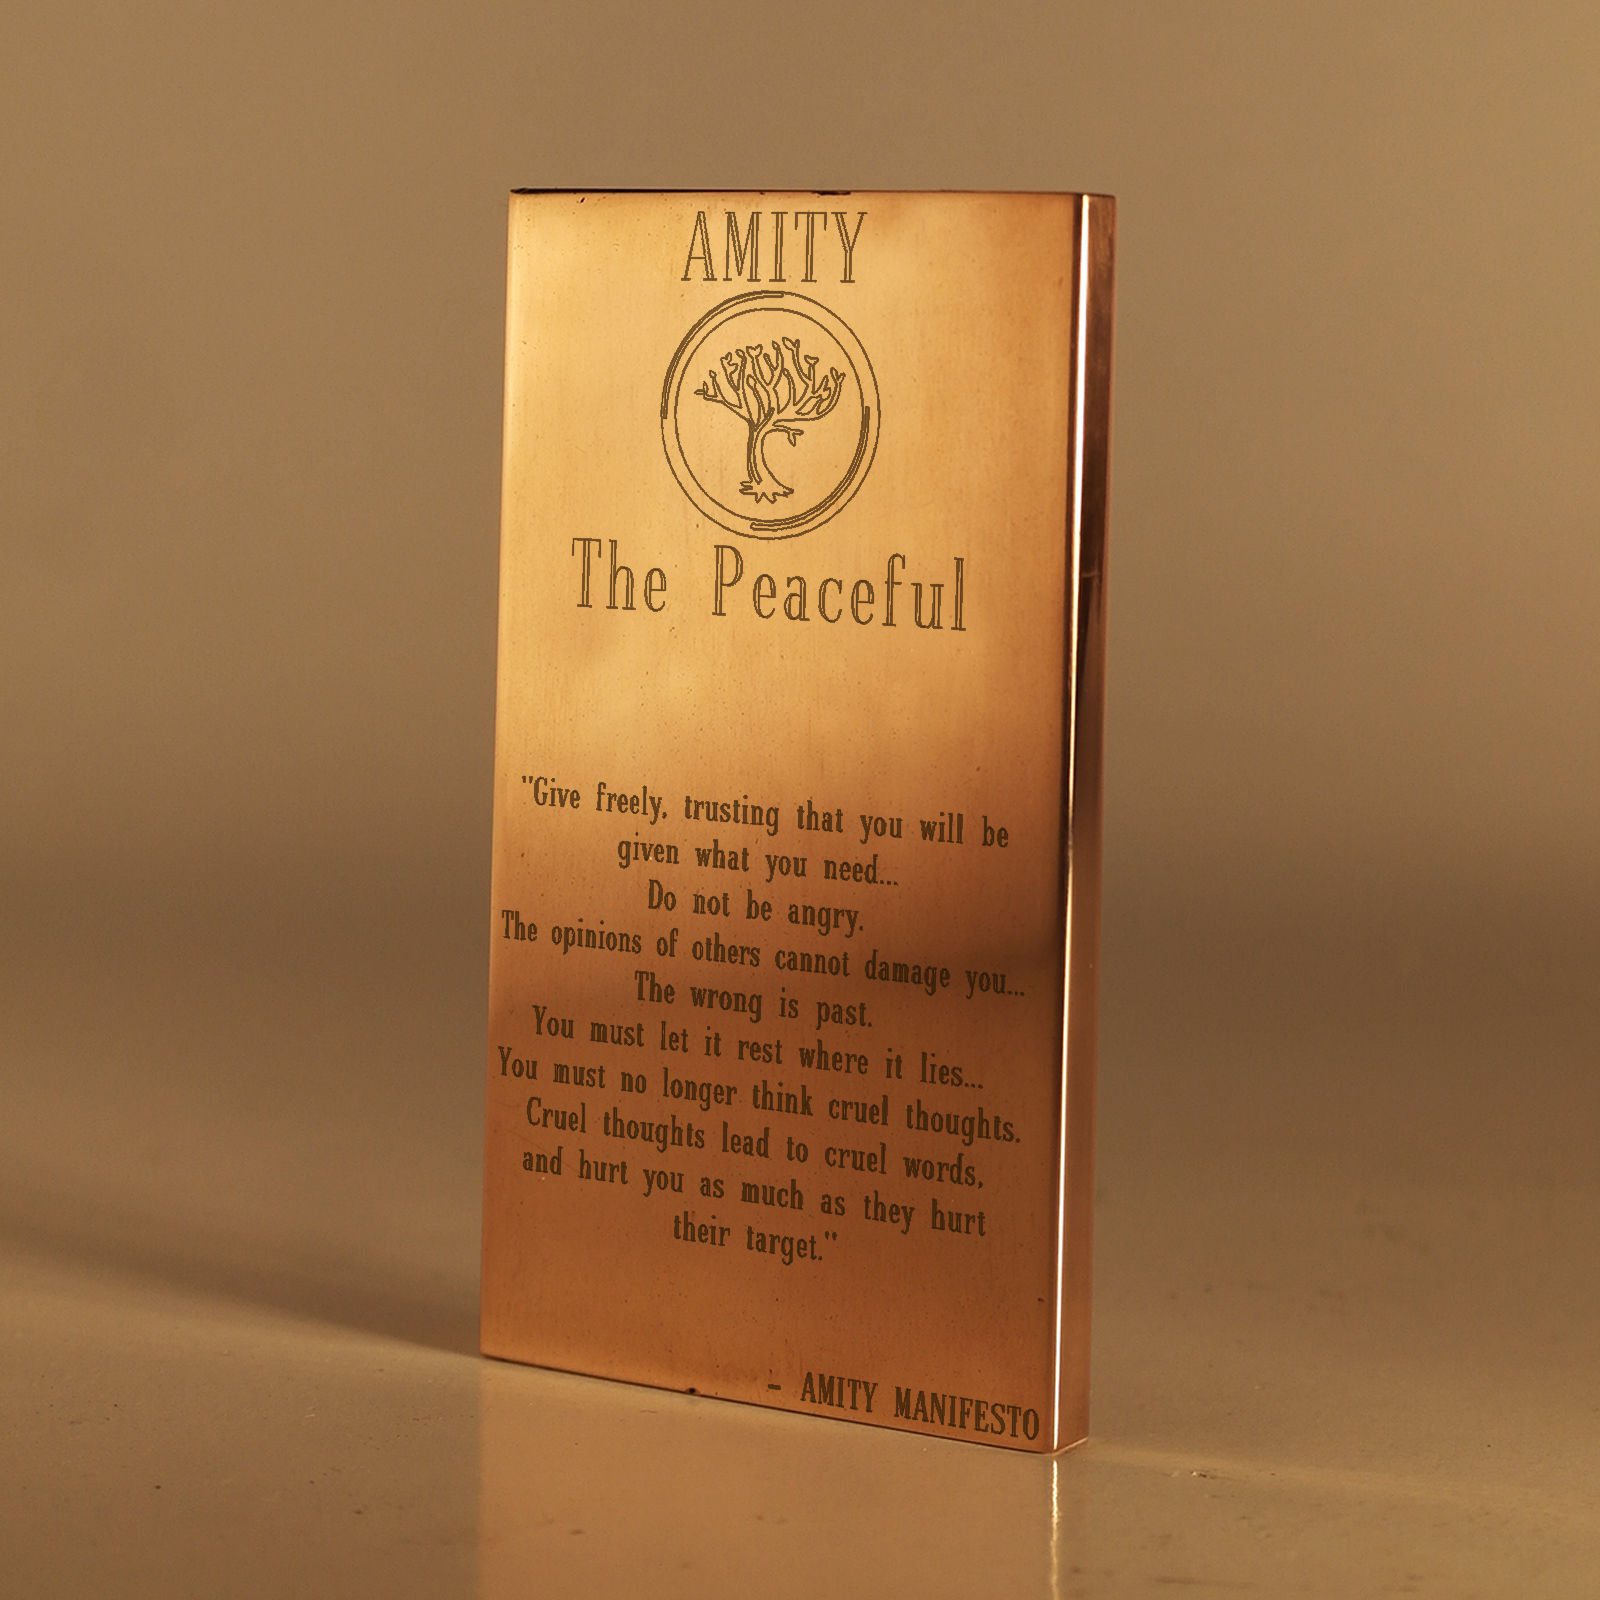 AMITY
The Peaceful
"Give freely, trusting that you will be
given what you need...
Do not be angry.
The opinions of others cannot damage you...
The wrong is past.
You must let it rest where it lies...
You must no longer think cruel thoughts.
Cruel thoughts lead to cruel words,
and hurt you as much as they hurt
their target."
- AMITY MANIFESTO